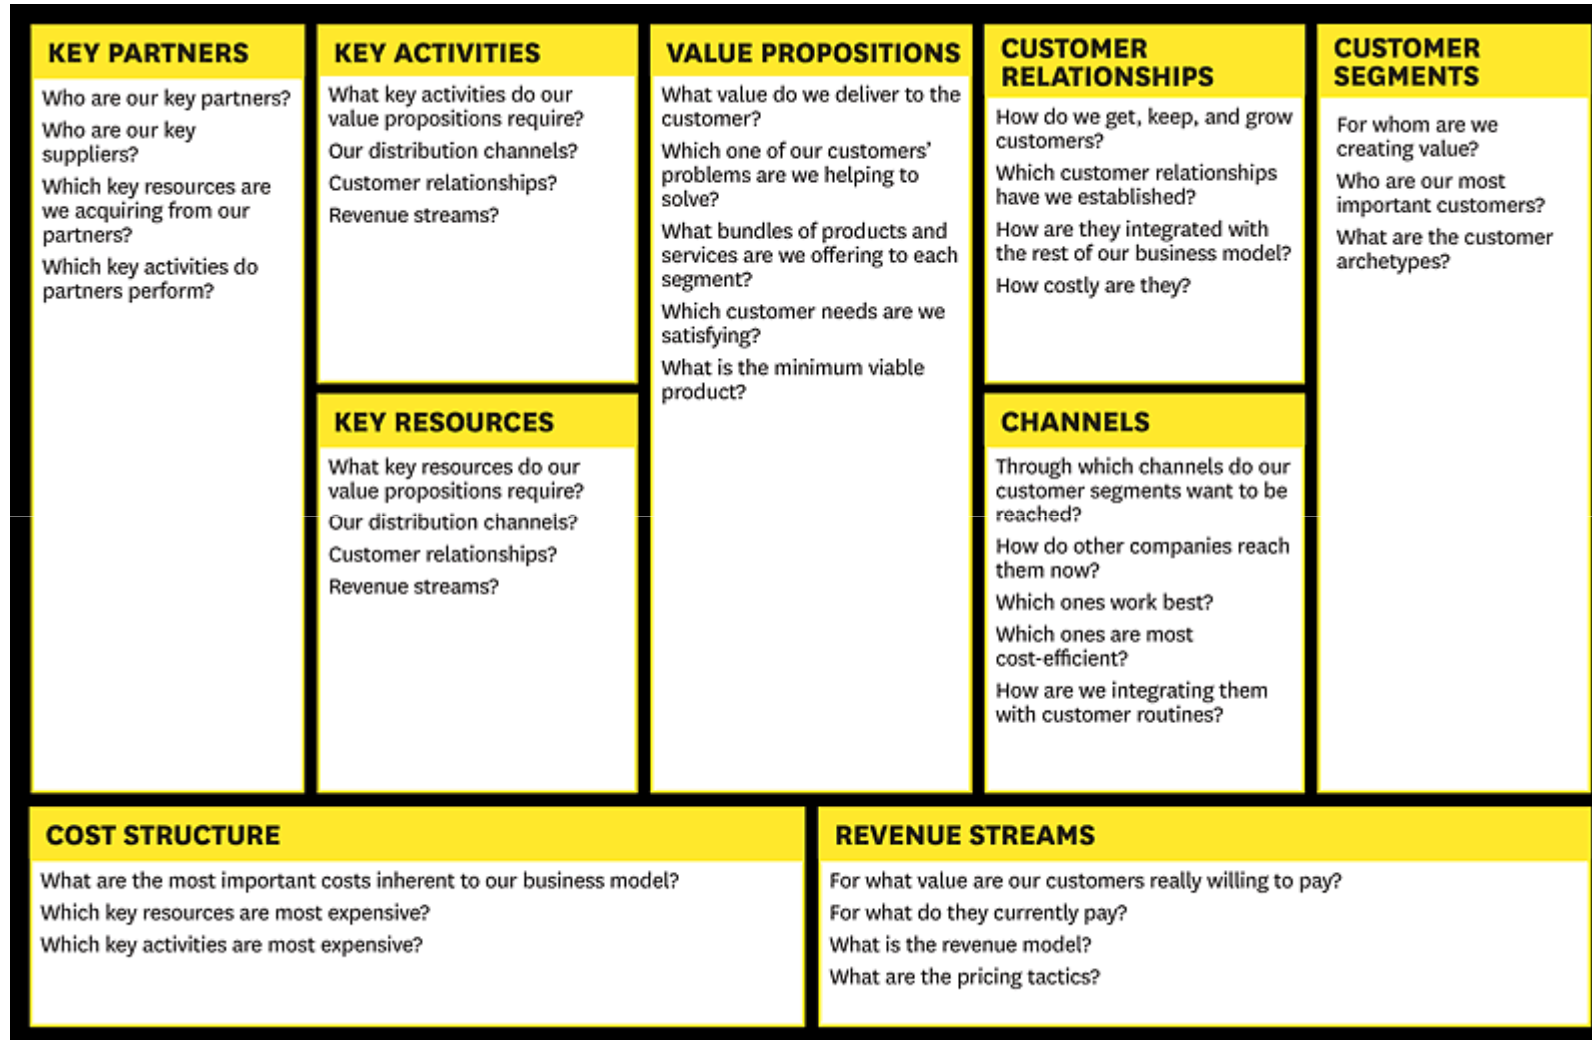 KEY PARTNERS
Who are our key partners?
Who are our key
suppliers?
Which key resources are
we acquiring from our
partners?
Which key activities do
partners perform?
KEY ACTIVITIES
What key activities do our
value propositions require?
Our distribution channels?
Customer relationships?
Revenue streams?
KEY RESOURCES
What key resources do our
value propositions require?
Our distribution channels?
Customer relationships?
Revenue streams?
VALUE PROPOSITIONS
What value do we deliver to the
customer?
Which one of our customers’
problems are we helping to
solve?
What bundles of products and
services are we offering to each
segment?
Which customer needs are we
satisfying?
What is the minimum viable
product?
CUSTOMER
RELATIONSHIPS
How do we get, keep, and grow
customers?
Which customer relationships
have we established?
How are they integrated with
the rest of our business model?
How costly are they?
CHANNELS
Through which channels do our
customer segments want to be
reached?
How do other companies reach
them now?
Which ones work best?
Which ones are most
cost-efficient?
How are we integrating them
with customer routines?
CUSTOMER
SEGMENTS
For whom are we
creating value?
Who are our most
important customers?
What are the customer
archetypes?
COST STRUCTURE
What are the most important costs inherent to our business model?
Which key resources are most expensive?
Which key activities are most expensive?
REVENUE STREAMS
For what value are our customers really willing to pay?
For what do they currently pay?
What is the revenue model?
What are the pricing tactics?